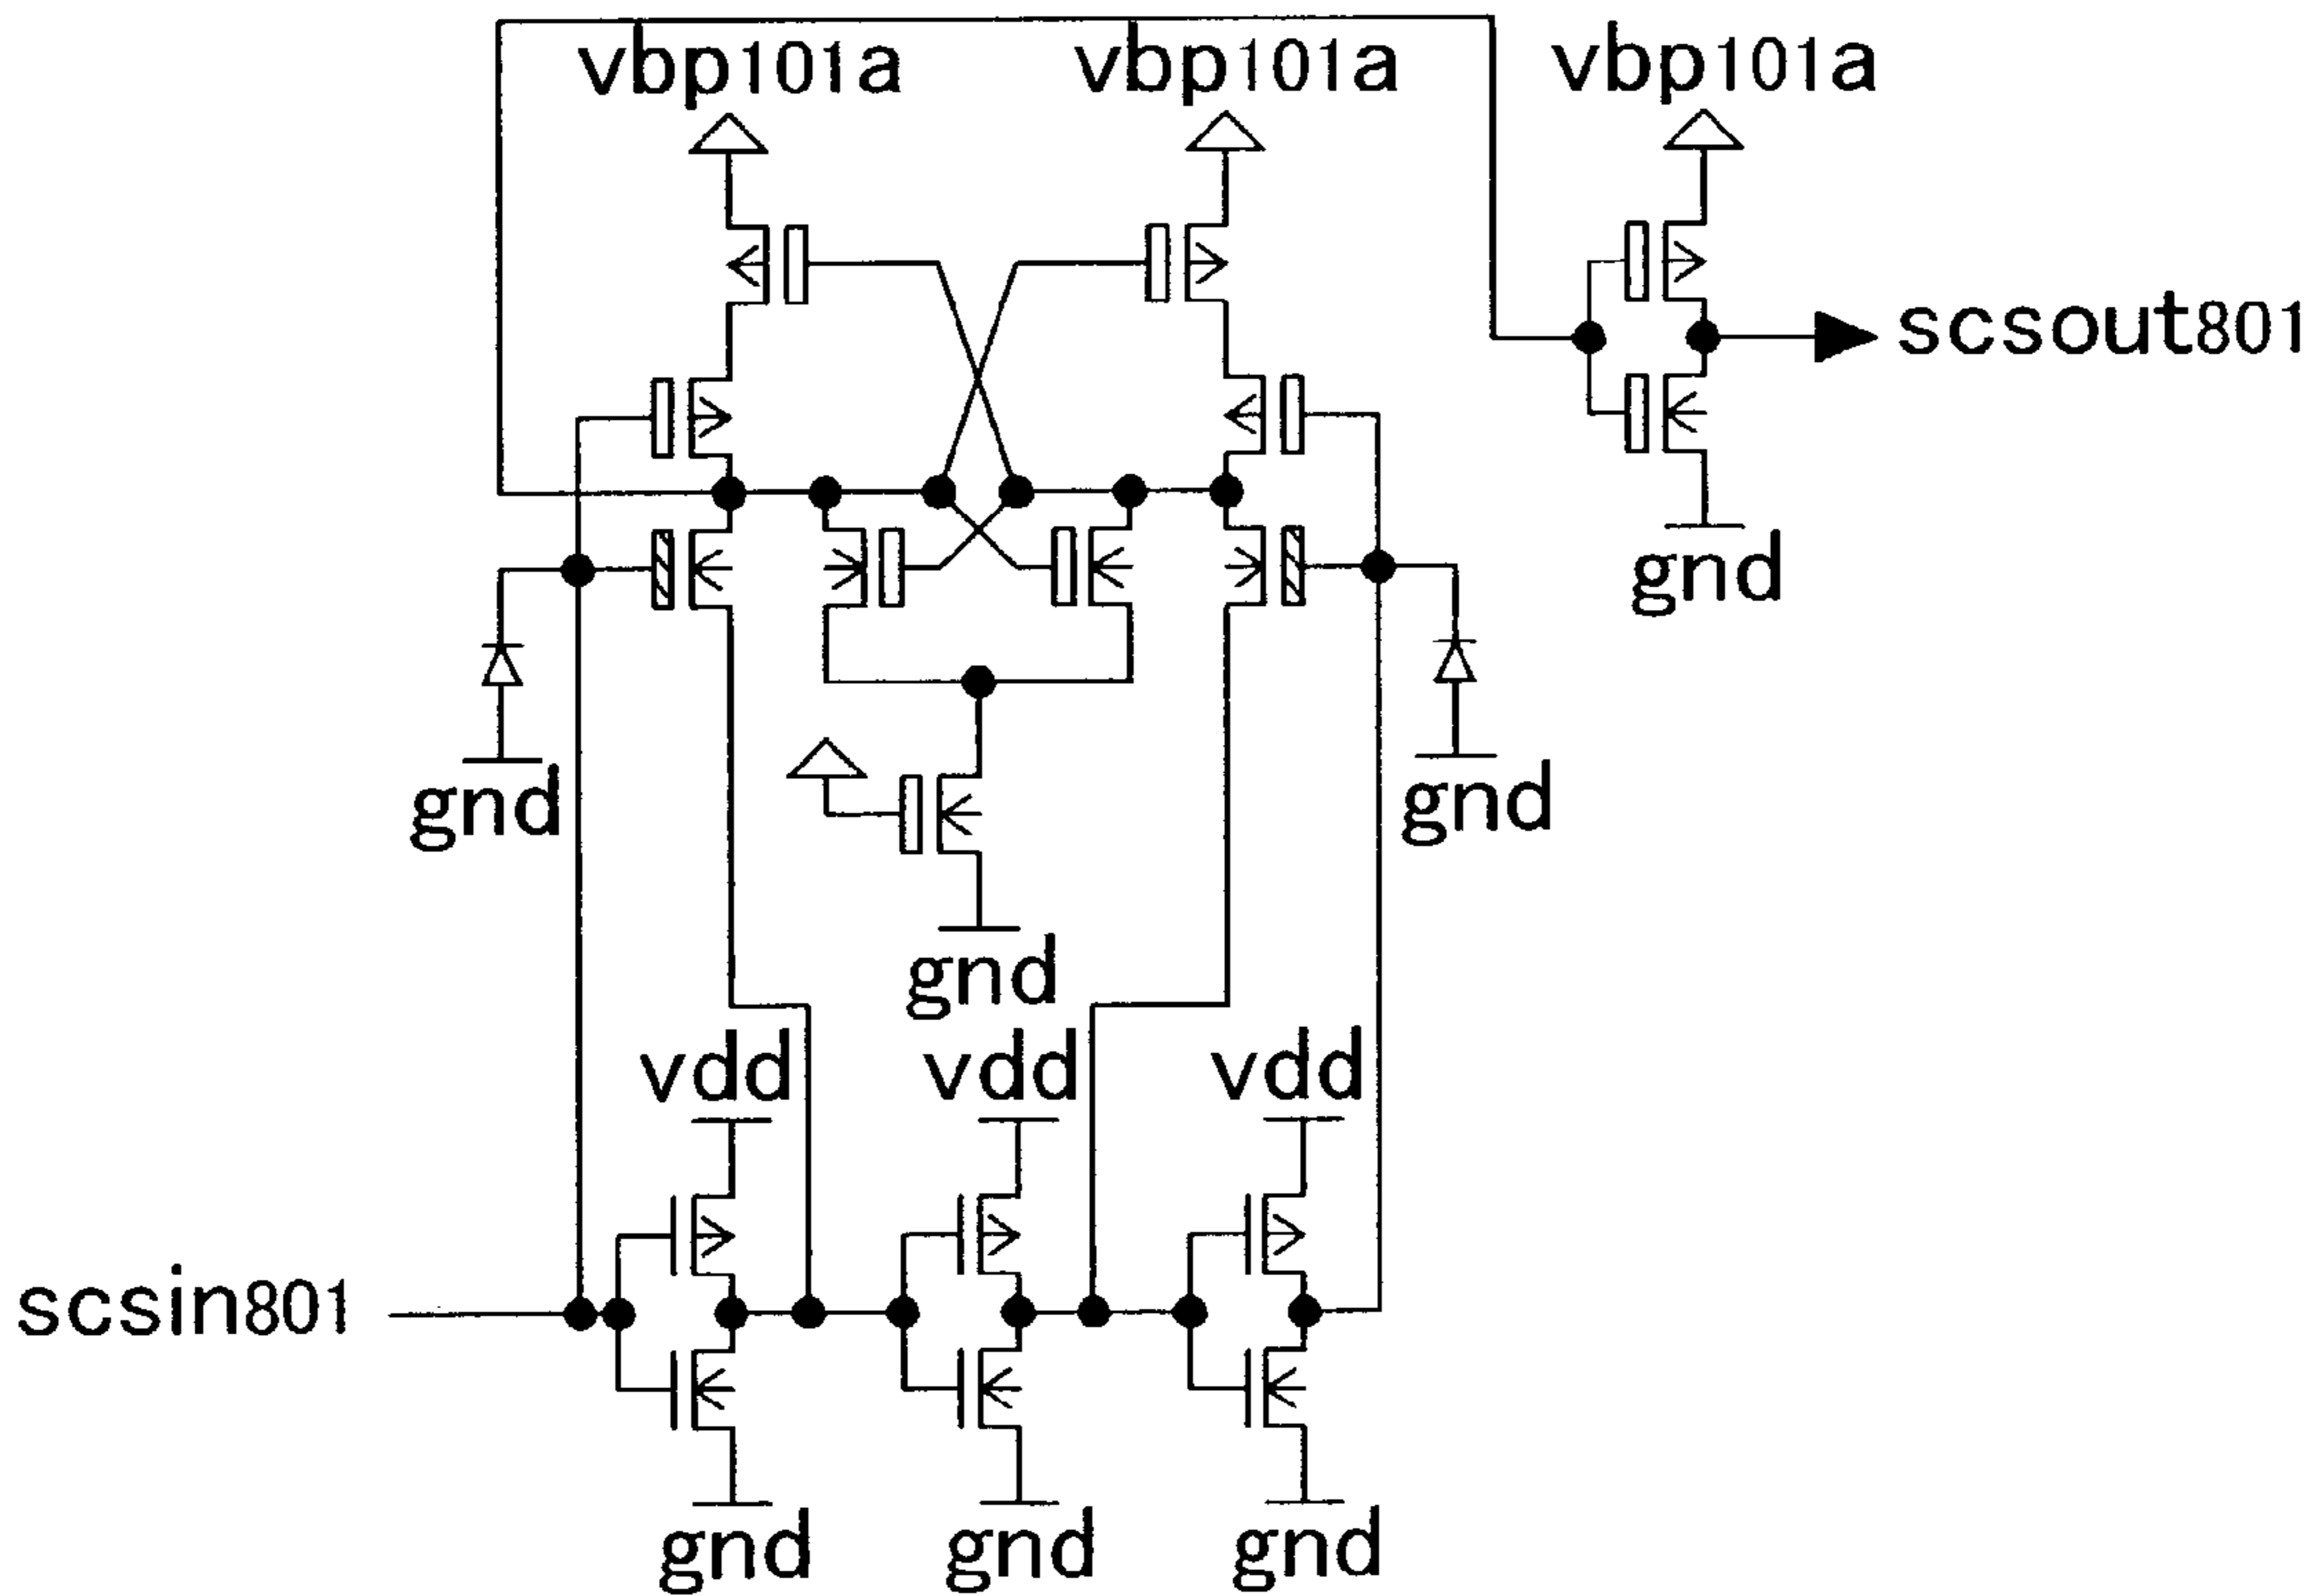 vbp101a vbp101a vbp101a
scsout801
gnd
gnd gnd
gnd
vdd vdd vdd
scsin801
gnd gnd gnd